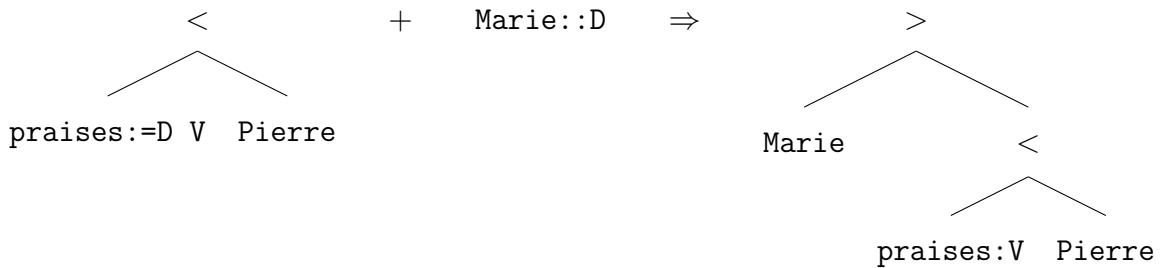 < + Marie::D ⇒ >
praises:=D V Pierre Marie <
praises:V Pierre